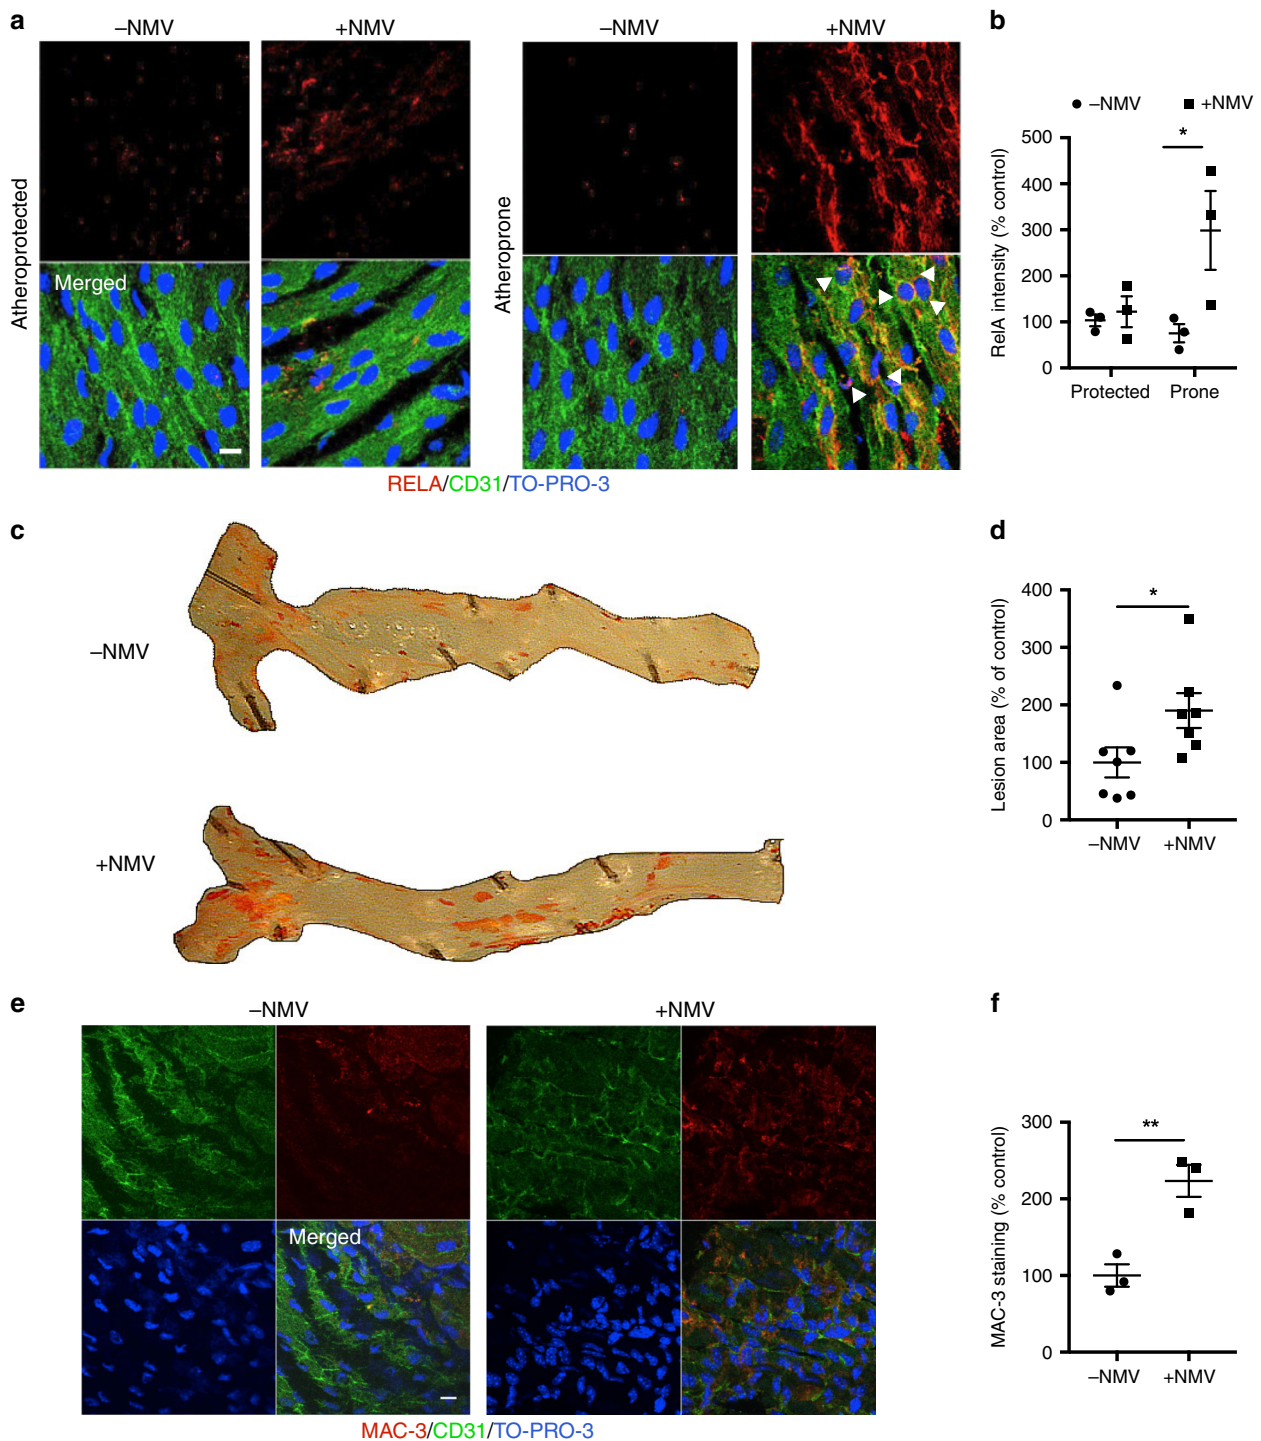 a
–NMV
+NMV
–NMV
+NMV
Atheroprotected
Merged
Atheroprone
RELA/CD31/TO-PRO-3
b
–NMV
+NMV
RelA intensity (% control)
500
400
300
200
100
0
*
Protected
Prone
c
–NMV
+NMV
d
Lesion area (% of control)
400
300
200
100
0
*
–NMV
+NMV
e
–NMV
+NMV
Merged
MAC-3/CD31/TO-PRO-3
f
MAC-3 staining (% control)
300
200
100
0
**
–NMV
+NMV